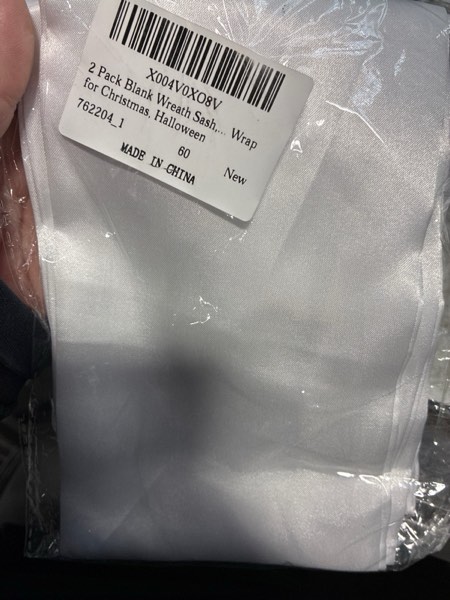 X004V0XO8V
2 Pack Blank Wreath Sash,... Wrap
for Christmas, Halloween
762204_1
60
New
MADE IN CHINA